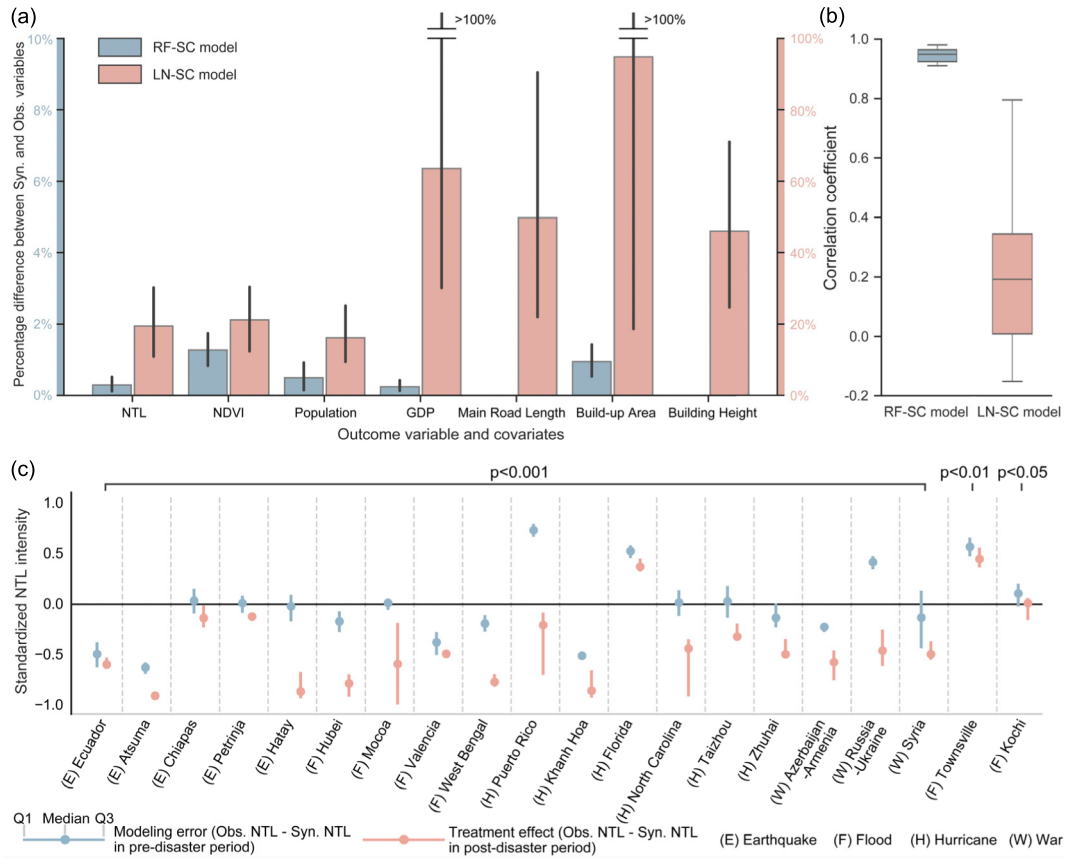 (a)
>100%
>100%
(b)
10%
8%
6%
4%
2%
0%
Percentage difference between Syn. and Obs. variables
RF-SC model
LN-SC model
100%
80%
60%
40%
20%
0%
NTL
NDVI
Population
GDP
Main Road Length
Build-up Area
Building Height
Outcome variable and covariates
Correlation coefficient
1.0
0.8
0.6
0.4
0.2
0.0
-0.2
RF-SC model
LN-SC model
(c)
p<0.001
p<0.01
p<0.05
Standardized NTL intensity
1.0
0.5
0.0
−0.5
−1.0
(E) Ecuador
(E) Atsuma
(E) Chiapas
(E) Petrinja
(E) Hatay
(F) Hubei
(F) Mocoa
(F) Valencia
(F) West Bengal
(H) Puerto Rico
(H) Khanh Hoa
(H) Florida
(H) North Carolina
(H) Taizhou
(H) Zhuhai
(W) Azerbaijan
-Armenia
(W) Russia
-Ukraine
(W) Syria
(F) Townsville
(F) Kochi
Q1 Median Q3
Modeling error (Obs. NTL - Syn. NTL
in pre-disaster period)
Treatment effect (Obs. NTL - Syn. NTL
in post-disaster period)
(E) Earthquake
(F) Flood
(H) Hurricane
(W) War